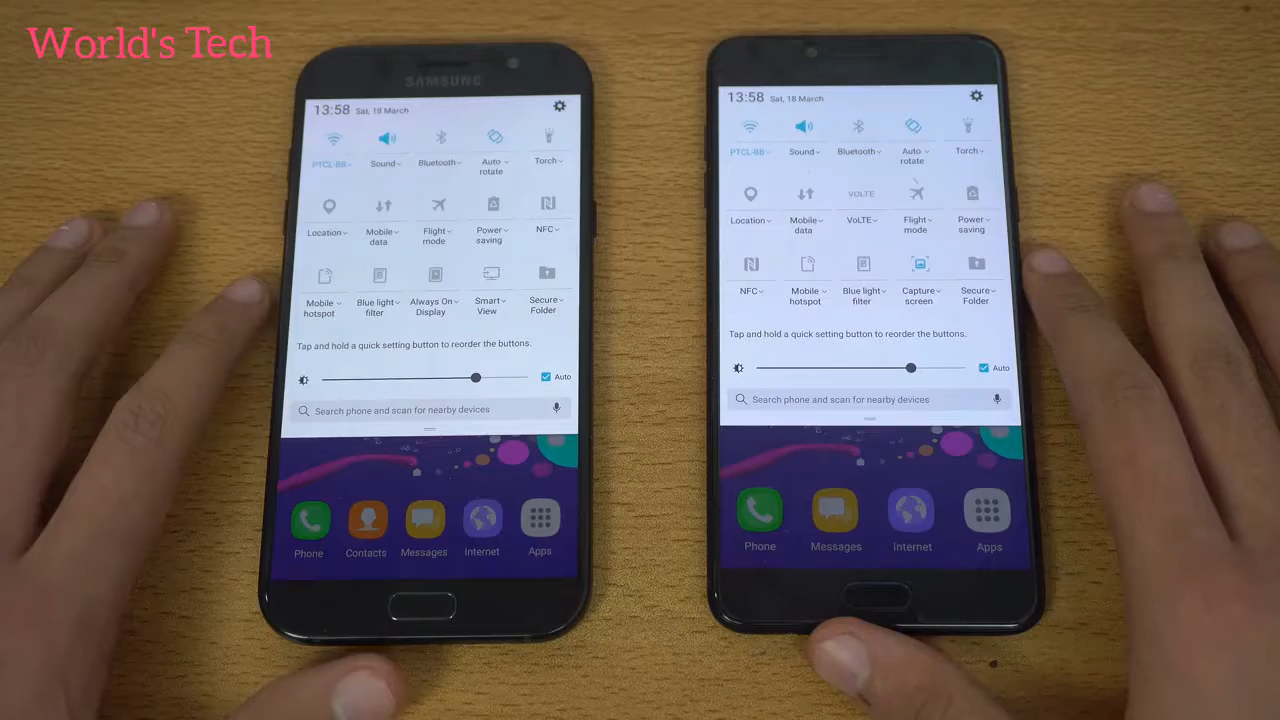 World's Tech
SAMSUNG
13:58 Sat, 18 March
PTCL-BB
Sound
Bluetooth
Auto rotate
Torch
Location
Mobile data
Flight mode
Power saving
NFC
Mobile hotspot
Blue light filter
Always On Display
Smart View
Secure Folder
Tap and hold a quick setting button to reorder the buttons.
Auto
Search phone and scan for nearby devices
Phone
Contacts
Messages
Internet
Apps
13:58 Sat, 18 March
PTCL-BB
Sound
Bluetooth
Auto rotate
Torch
VoLTE
Location
Mobile data
VoLTE
Flight mode
Power saving
NFC
Mobile hotspot
Blue light filter
Capture screen
Secure Folder
Tap and hold a quick setting button to reorder the buttons.
Auto
Search phone and scan for nearby devices
Phone
Messages
Internet
Apps